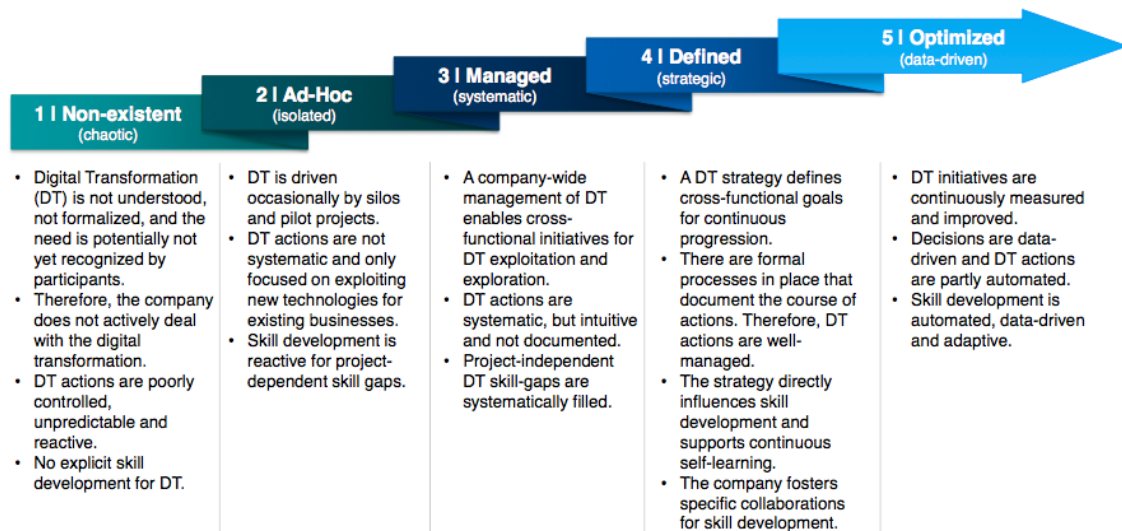 1 | Non-existent
(chaotic)
2 | Ad-Hoc
(isolated)
3 | Managed
(systematic)
4 | Defined
(strategic)
5 | Optimized
(data-driven)
• Digital Transformation
(DT) is not understood,
not formalized, and the
need is potentially not
yet recognized by
participants.
• Therefore, the company
does not actively deal
with the digital
transformation.
• DT actions are poorly
controlled,
unpredictable and
reactive.
• No explicit skill
development for DT.
• DT is driven
occasionally by silos
and pilot projects.
• DT actions are not
systematic and only
focused on exploiting
new technologies for
existing businesses.
• Skill development is
reactive for project-
dependent skill gaps.
• A company-wide
management of DT
enables cross-
functional initiatives for
DT exploitation and
exploration.
• DT actions are
systematic, but intuitive
and not documented.
• Project-independent
DT skill-gaps are
systematically filled.
• A DT strategy defines
cross-functional goals
for continuous
progression.
• There are formal
processes in place that
document the course of
actions. Therefore, DT
actions are well-
managed.
• The strategy directly
influences skill
development and
supports continuous
self-learning.
• The company fosters
specific collaborations
for skill development.
• DT initiatives are
continuously measured
and improved.
• Decisions are data-
driven and DT actions
are partly automated.
• Skill development is
automated, data-driven
and adaptive.